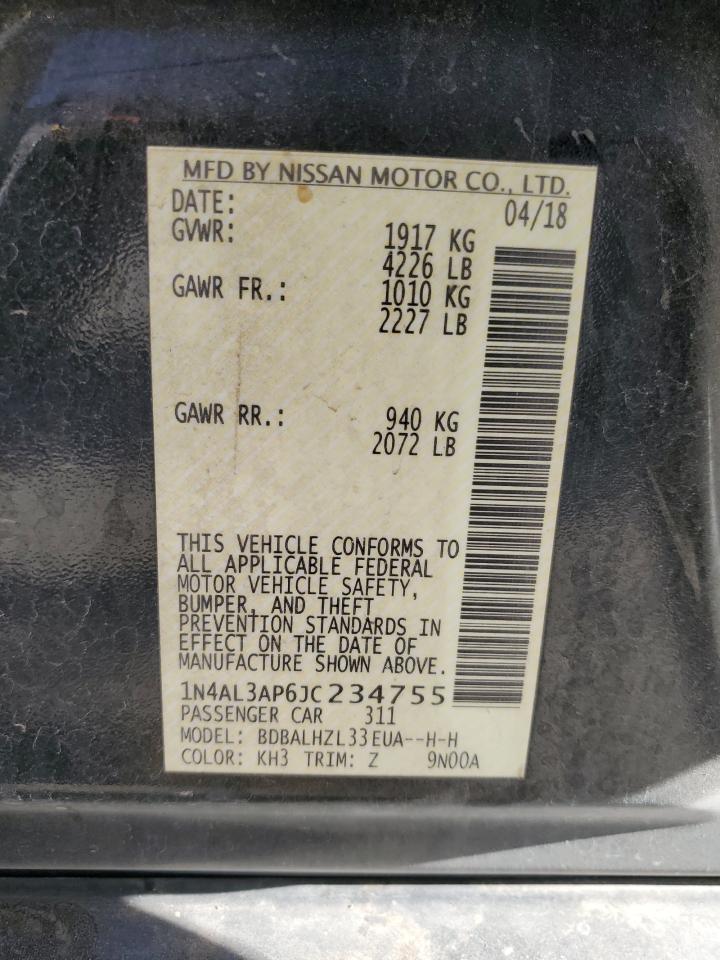 MFD BY NISSAN MOTOR CO., LTD.
DATE: 04/18
GVWR: 1917 KG
4226 LB
GAWR FR.: 1010 KG
2227 LB
GAWR RR.: 940 KG
2072 LB
THIS VEHICLE CONFORMS TO
ALL APPLICABLE FEDERAL
MOTOR VEHICLE SAFETY,
BUMPER, AND THEFT
PREVENTION STANDARDS IN
EFFECT ON THE DATE OF
MANUFACTURE SHOWN ABOVE.
1N4AL3AP6JC234755
PASSENGER CAR 311
MODEL: BDBALHZL33EUA--H-H
COLOR: KH3 TRIM: Z 9N00A